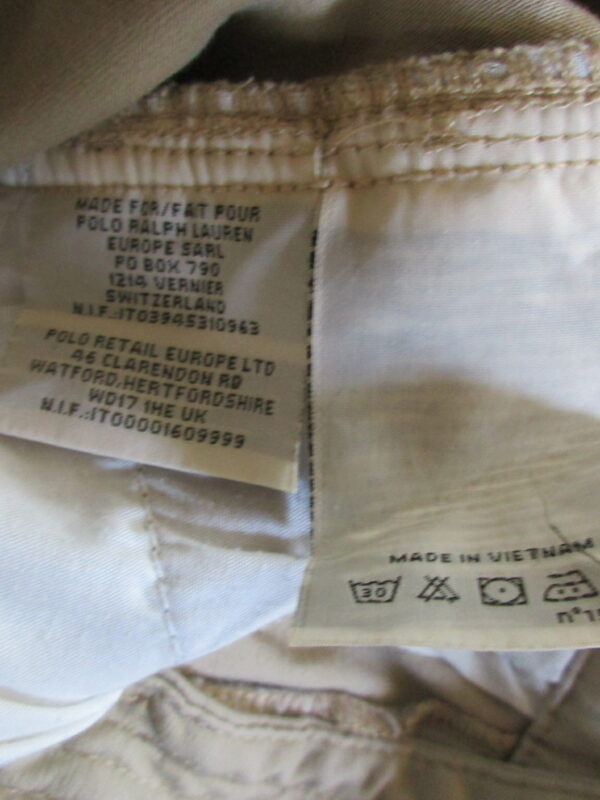 MADE FOR/FAIT POUR
POLO RALPH LAUREN
EUROPE SARL
PO BOX 790
1214 VERNIER
SWITZERLAND
N.I.F.:IT03945310963
POLO RETAIL EUROPE LTD
46 CLARENDON RD
WATFORD,HERTFORDSHIRE
WD17 1HE UK
N.I.F.:IT00001609999
MADE IN VIETNAM
30